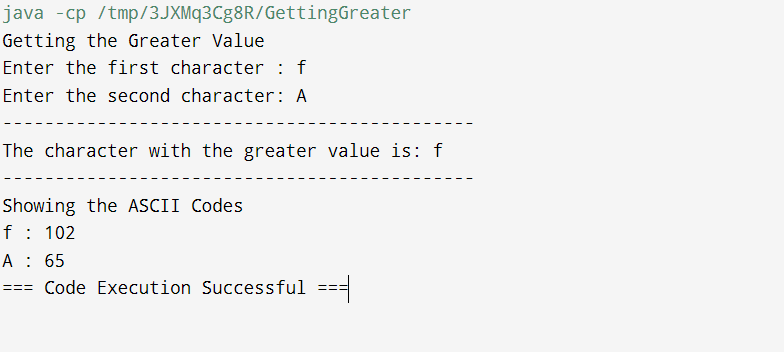 java -cp /tmp/3JXMq3Cg8R/GettingGreater
Getting the Greater Value
Enter the first character : f
Enter the second character: A
---------------------------------------------
The character with the greater value is: f
---------------------------------------------
Showing the ASCII Codes
f : 102
A : 65
=== Code Execution Successful ===